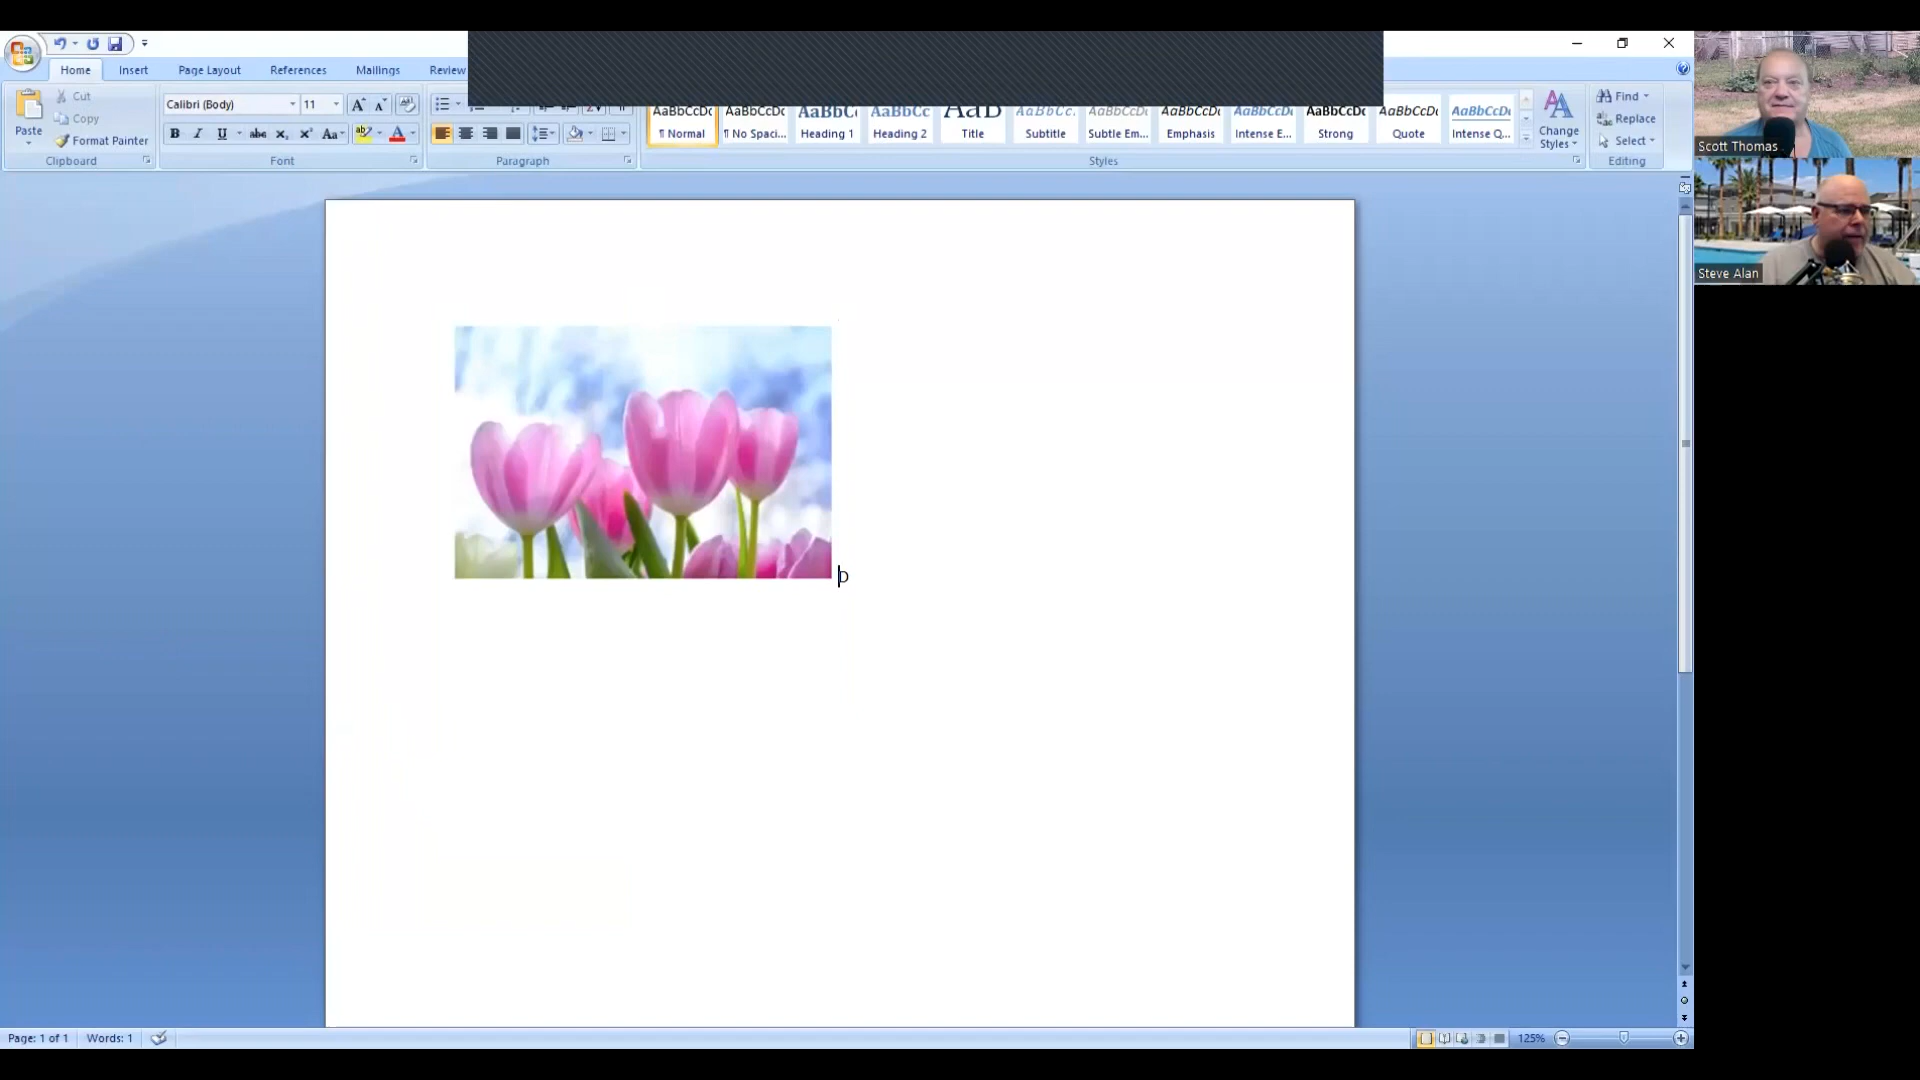 Home Insert Page Layout References Mailings Review
Paste
Cut
Copy
Format Painter
Clipboard
Calibri (Body) 11
Font
Paragraph
AaBbCcDc AaBbCcDc AaBbC( AaBbCc AaB AaBbCc. AaBbCcDc AaBbCcDc AaBbCcDc AaBbCcDc AaBbCcDc AaBbCcDc
¶ Normal ¶ No Spaci... Heading 1 Heading 2 Title Subtitle Subtle Em... Emphasis Intense E... Strong Quote Intense Q...
Styles
Change
Styles
Find
Replace
Select
Editing
Scott Thomas
Steve Alan
D
Page: 1 of 1 Words: 1
125%